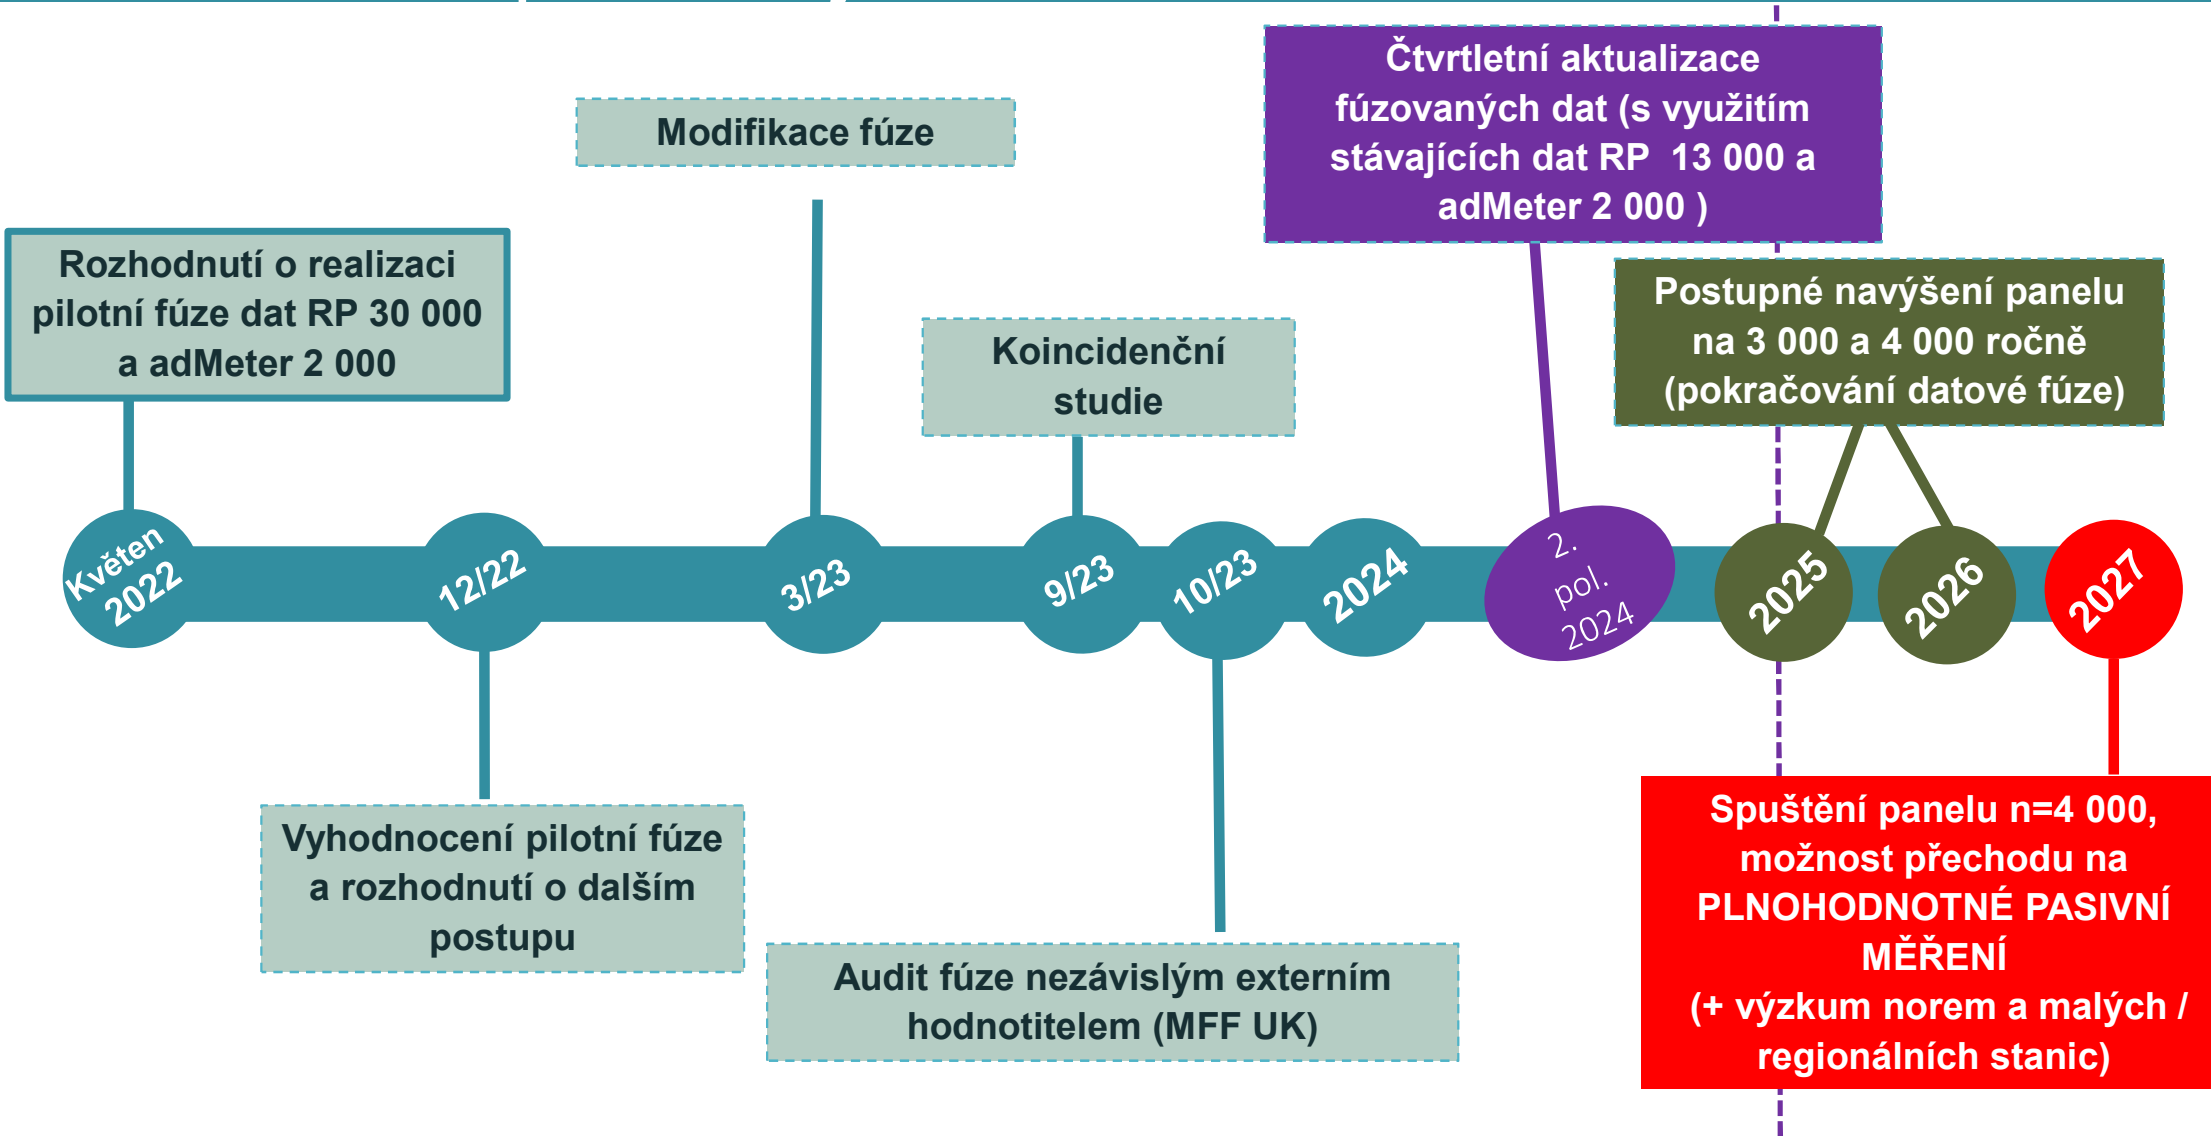 Čtvrtletní aktualizace
fúzovaných dat (s využitím
stávajících dat RP 13 000 a
adMeter 2 000 )
Modifikace fúze
Rozhodnutí o realizaci
pilotní fúze dat RP 30 000
a adMeter 2 000
Koincidenční
studie
Postupné navýšení panelu
na 3 000 a 4 000 ročně
(pokračování datové fúze)
Květen
2022
12/22
3/23
9/23
10/23
2024
2.
pol.
2024
2025
2026
2027
Vyhodnocení pilotní fúze
a rozhodnutí o dalším
postupu
Audit fúze nezávislým externím
hodnotitelem (MFF UK)
Spuštění panelu n=4 000,
možnost přechodu na
PLNOHODNOTNÉ PASIVNÍ
MĚŘENÍ
(+ výzkum norem a malých /
regionálních stanic)